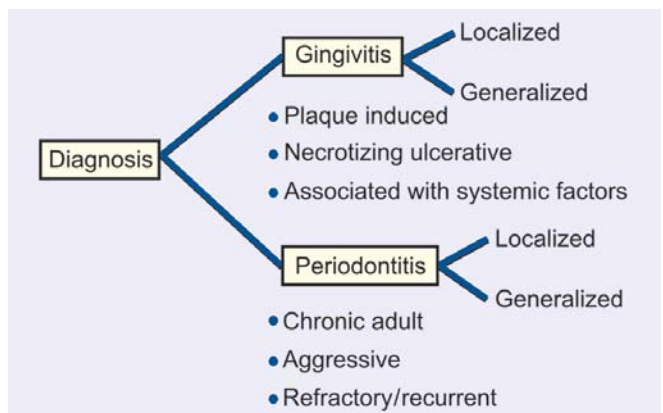 Localized
Gingivitis
Generalized
• Plaque induced
• Necrotizing ulcerative
• Associated with systemic factors
Diagnosis
Localized
Periodontitis
Generalized
• Chronic adult
• Aggressive
• Refractory/recurrent